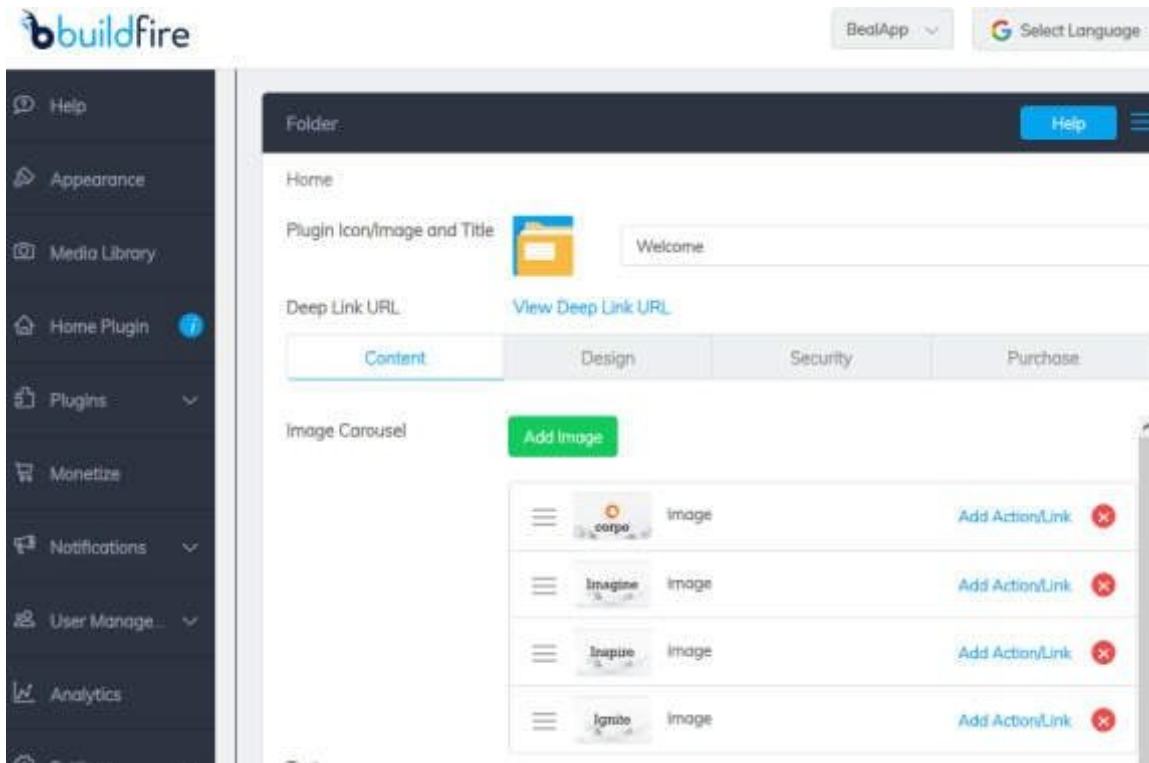 buildfire
BealApp
Select Language
Help
Appearance
Media Library
Home Plugin
Plugins
Monetize
Notifications
User Manage...
Analytics
Folder
Help
Home
Plugin Icon/Image and Title
Welcome
Deep Link URL
View Deep Link URL
Content
Design
Security
Purchase
Image Carousel
Add Image
corpo
Image
Add Action/Link
Imagine
Image
Add Action/Link
Inspire
Image
Add Action/Link
Ignite
Image
Add Action/Link